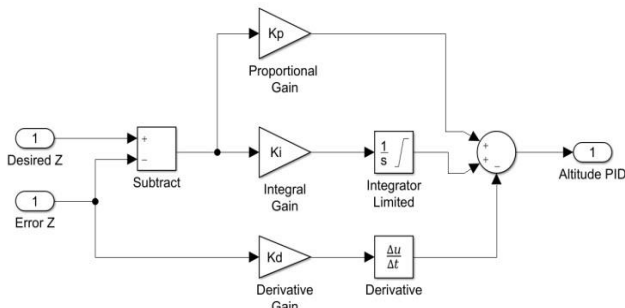 Kp
Proportional
Gain
1
Desired Z
+
−
Subtract
Ki
Integral
Gain
1
s
Integrator
Limited
+
+
−
1
Altitude PID
1
Error Z
Kd
Derivative
Gain
Δu
Δt
Derivative